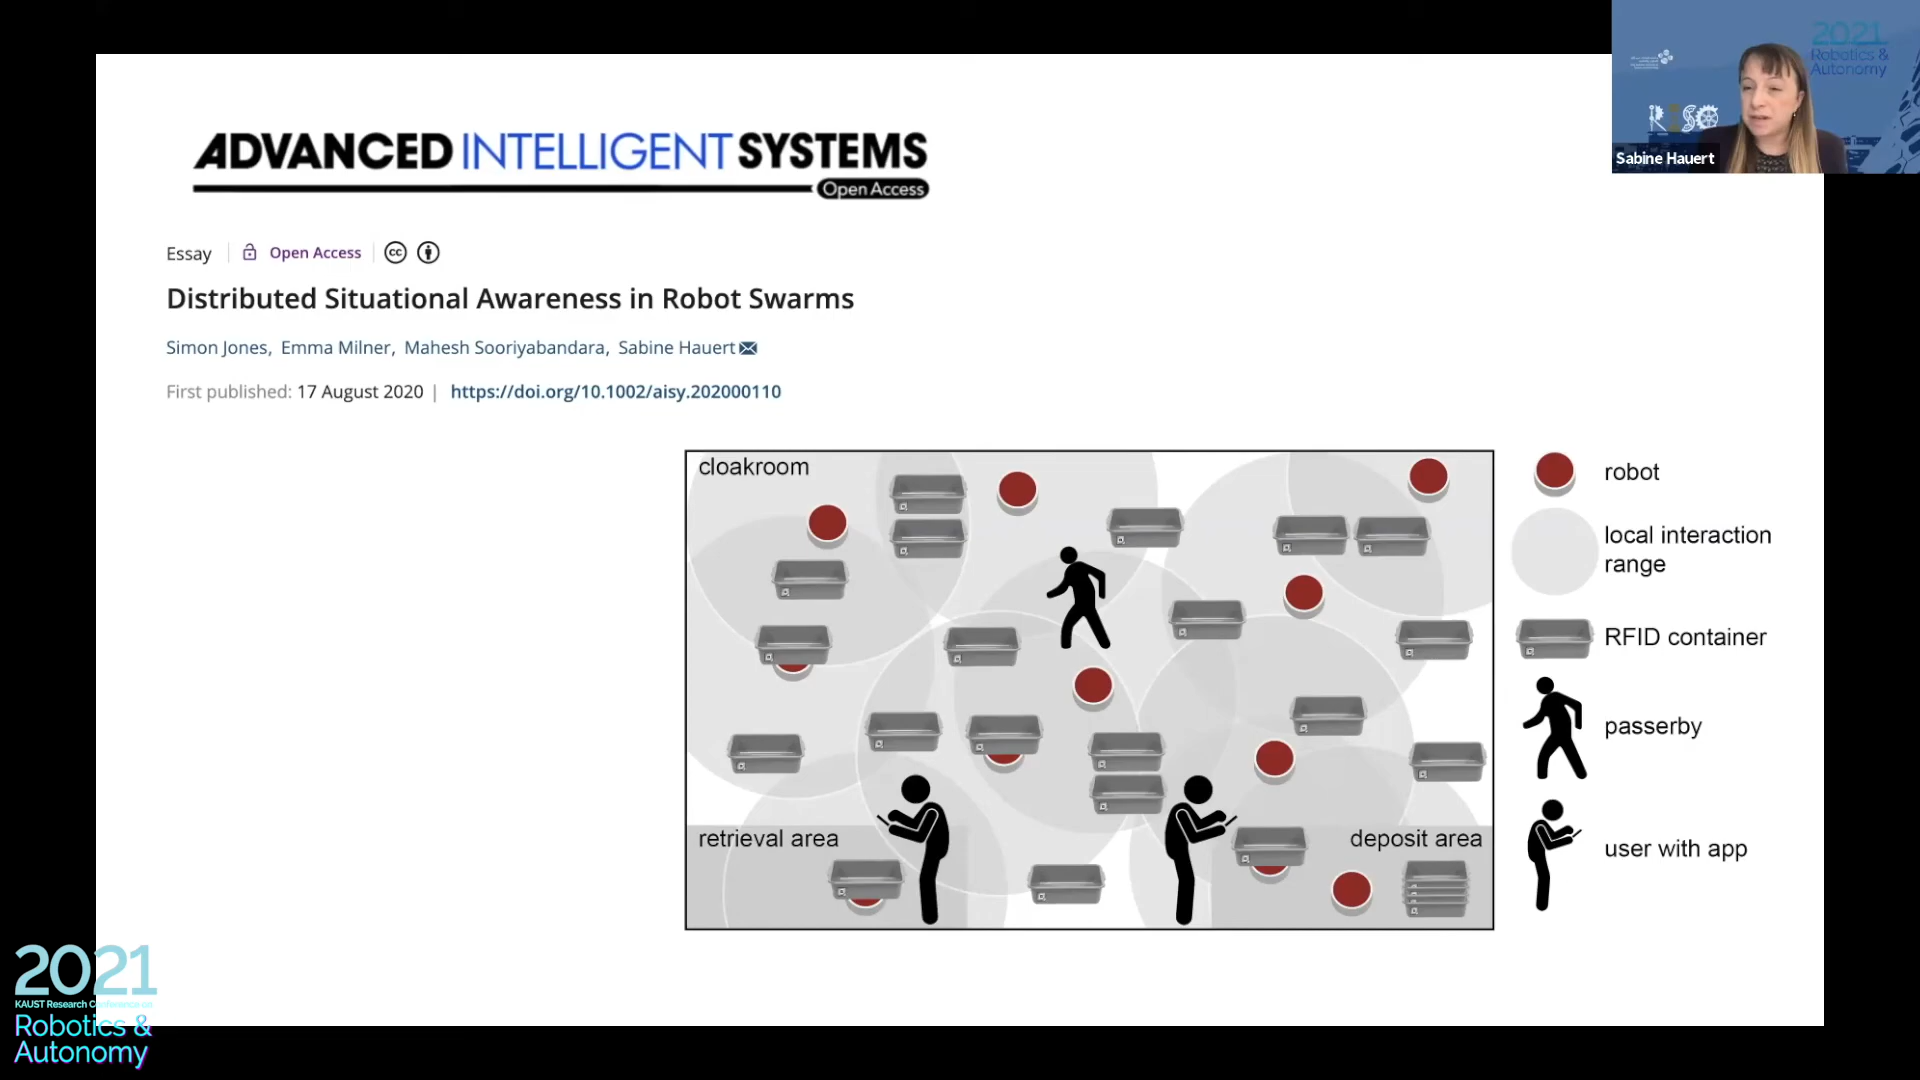 2021
Robotics &
Autonomy
RISC
Sabine Hauert
ADVANCED INTELLIGENT SYSTEMS
Open Access
Essay
Open Access
cc
Distributed Situational Awareness in Robot Swarms
Simon Jones, Emma Milner, Mahesh Sooriyabandara, Sabine Hauert
First published: 17 August 2020 | https://doi.org/10.1002/aisy.202000110
cloakroom
retrieval area
deposit area
robot
local interaction
range
RFID container
passerby
user with app
2021
KAUST Research Conference on
Robotics &
Autonomy